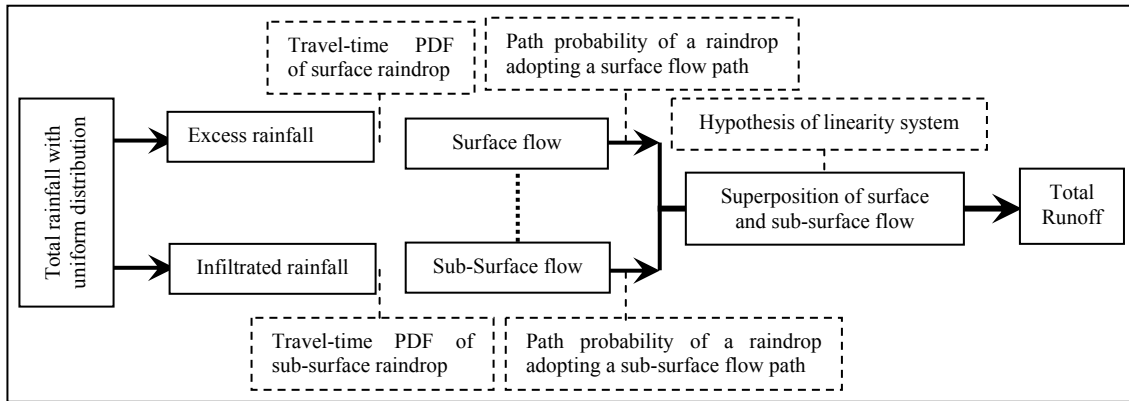 Total rainfall with
uniform distribution
Travel-time PDF
of surface raindrop
Path probability of a raindrop
adopting a surface flow path
Excess rainfall
Surface flow
Hypothesis of linearity system
Superposition of surface
and sub-surface flow
Total
Runoff
Infiltrated rainfall
Sub-Surface flow
Travel-time PDF of
sub-surface raindrop
Path probability of a raindrop
adopting a sub-surface flow path